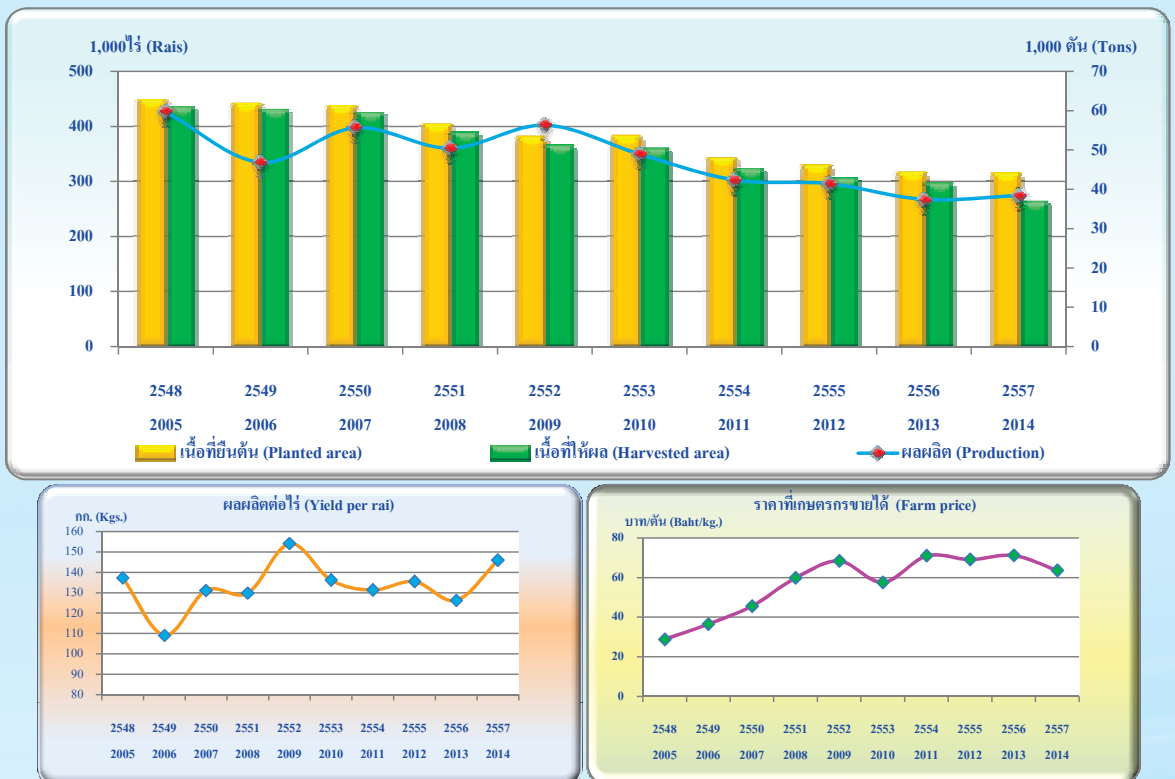 1,000ไร่ (Rais) 1,000 ตัน (Tons)
500 70
60
400
50
300 40
30
200
20
100
10
0 0
2548 2549 2550 2551 2552 2553 2554 2555 2556 2557
2005 2006 2007 2008 2009 2010 2011 2012 2013 2014
เนื้อที่ยืนต้น (Planted area) เนื้อที่ให้ผล (Harvested area) ผลผลิต (Production)
ผลผลิตต่อไร่ (Yield per rai)
กก. (Kgs.)
160
150
140
130
120
110
100
90
80
2548 2549 2550 2551 2552 2553 2554 2555 2556 2557
2005 2006 2007 2008 2009 2010 2011 2012 2013 2014
ราคาที่เกษตรกรขายได้ (Farm price)
บาท/ตัน (Baht/kg.)
80
60
40
20
0
2548 2549 2550 2551 2552 2553 2554 2555 2556 2557
2005 2006 2007 2008 2009 2010 2011 2012 2013 2014